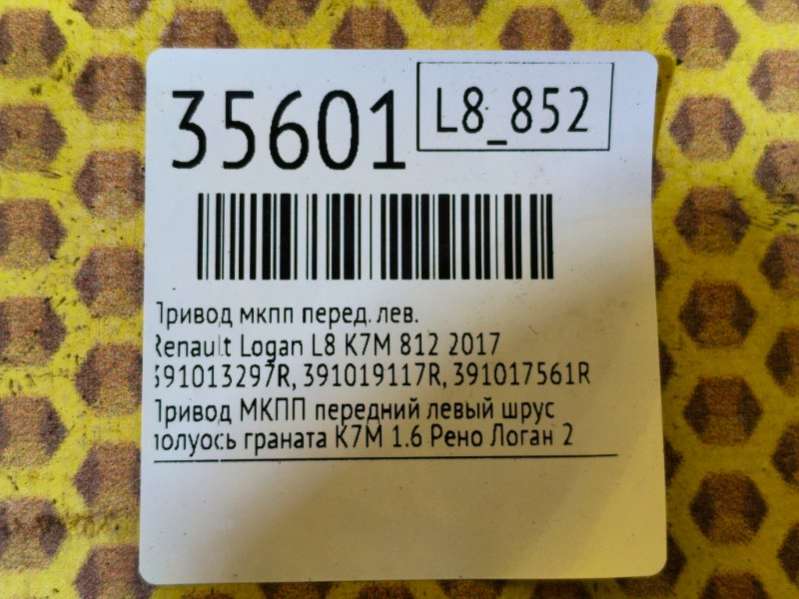 35601
L8_852
Привод мкпп перед. лев.
Renault Logan L8 K7M 812 2017
391013297R, 391019117R, 391017561R
Привод МКПП передний левый шрус
полуось граната K7M 1.6 Рено Логан 2